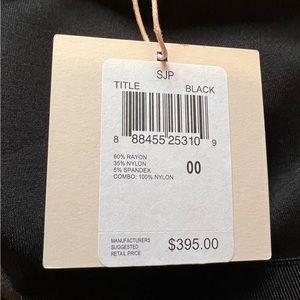 SJP
TITLE BLACK
8 88455 25310 9
60% RAYON
35% NYLON
5% SPANDEX
COMBO: 100% NYLON
00
MANUFACTURERS
SUGGESTED
RETAIL PRICE
$395.00